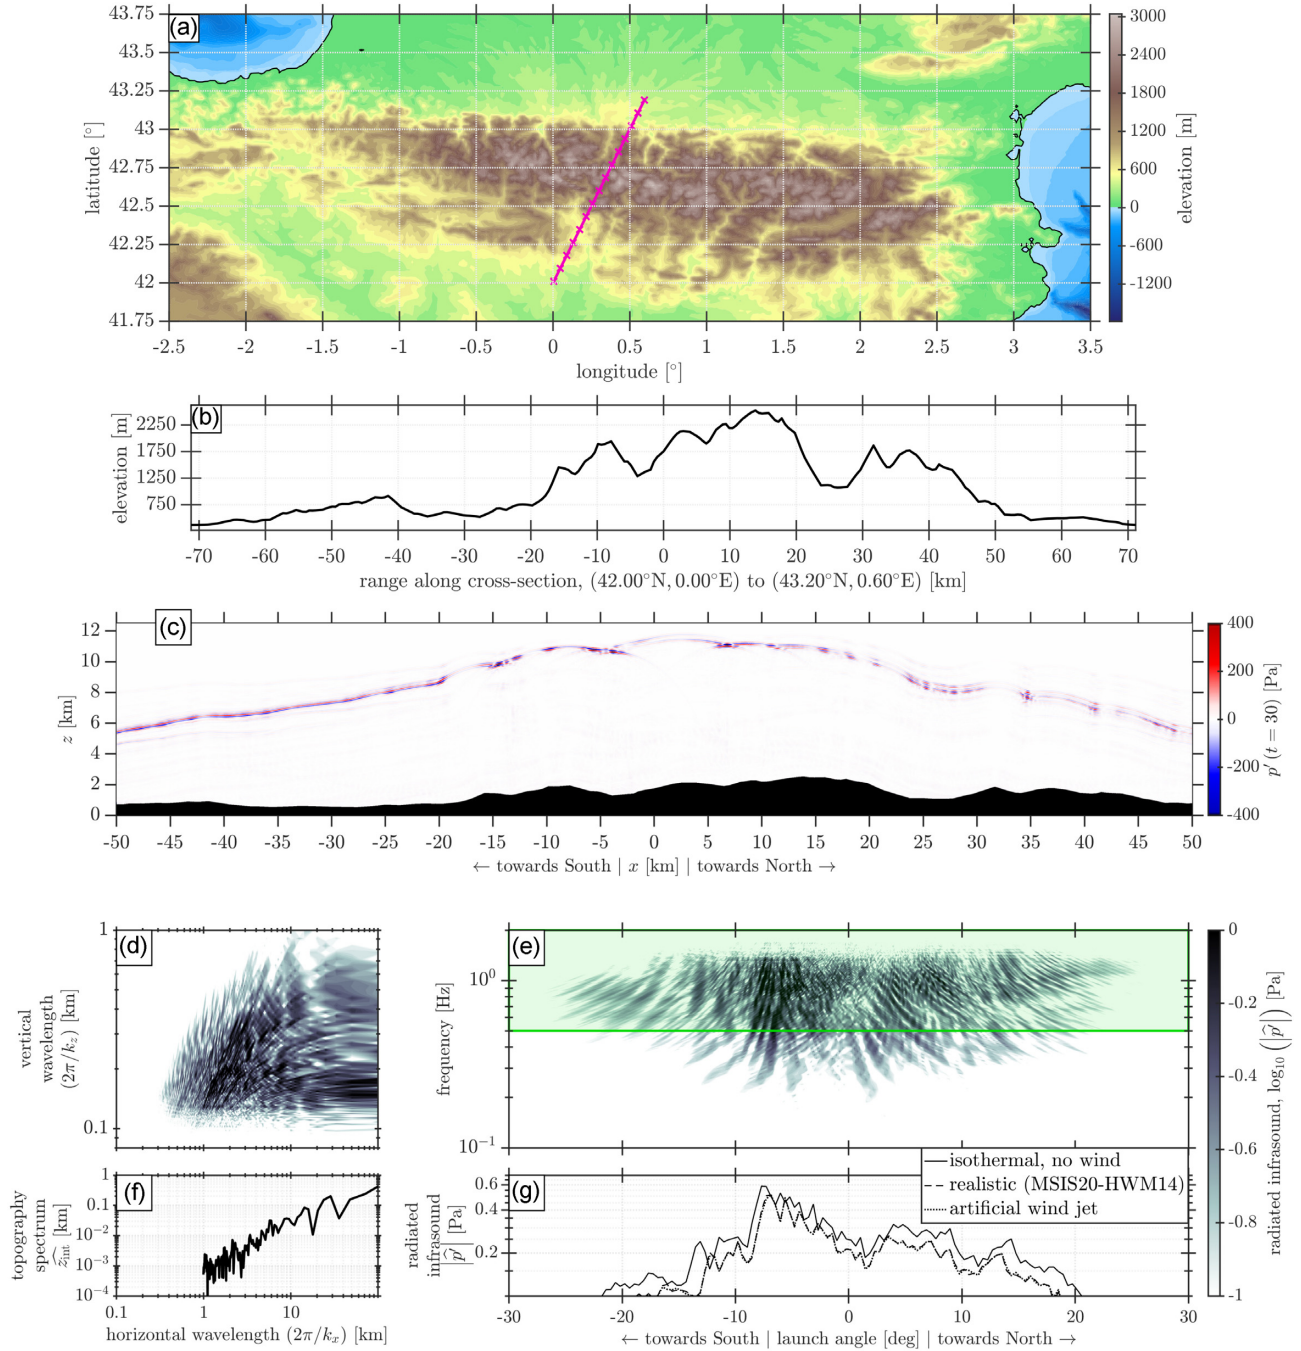 (a)
43.75
43.5
43.25
43
42.75
42.5
42.25
42
41.75
latitude [°]
-2.5 -2 -1.5 -1 -0.5 0 0.5 1 1.5 2 2.5 3 3.5
longitude [°]
3000
2400
1800
1200
600
0
-600
-1200
elevation [m]
(b)
2250
1750
1250
750
elevation [m]
-70 -60 -50 -40 -30 -20 -10 0 10 20 30 40 50 60 70
range along cross-section, (42.00°N, 0.00°E) to (43.20°N, 0.60°E) [km]
(c)
12
10
8
6
4
2
0
z [km]
-50 -45 -40 -35 -30 -25 -20 -15 -10 -5 0 5 10 15 20 25 30 35 40 45 50
← towards South | x [km] | towards North →
400
200
0
-200
-400
p′ (t = 30) [Pa]
(d)
1
0.1
vertical
wavelength
(2π/k_z) [km]
(e)
10⁰
10⁻¹
frequency [Hz]
0
-0.2
-0.4
-0.6
-0.8
-1
radiated infrasound, log₁₀ (|p̂′|) [Pa]
(f)
1
0.1
10⁻²
10⁻³
10⁻⁴
topography
spectrum
ẑ_int [km]
0.1 1 10
horizontal wavelength (2π/k_x) [km]
(g)
isothermal, no wind
realistic (MSIS20-HWM14)
artificial wind jet
0.6
0.4
0.2
radiated
infrasound
|p̂′| [Pa]
-30 -20 -10 0 10 20 30
← towards South | launch angle [deg] | towards North →